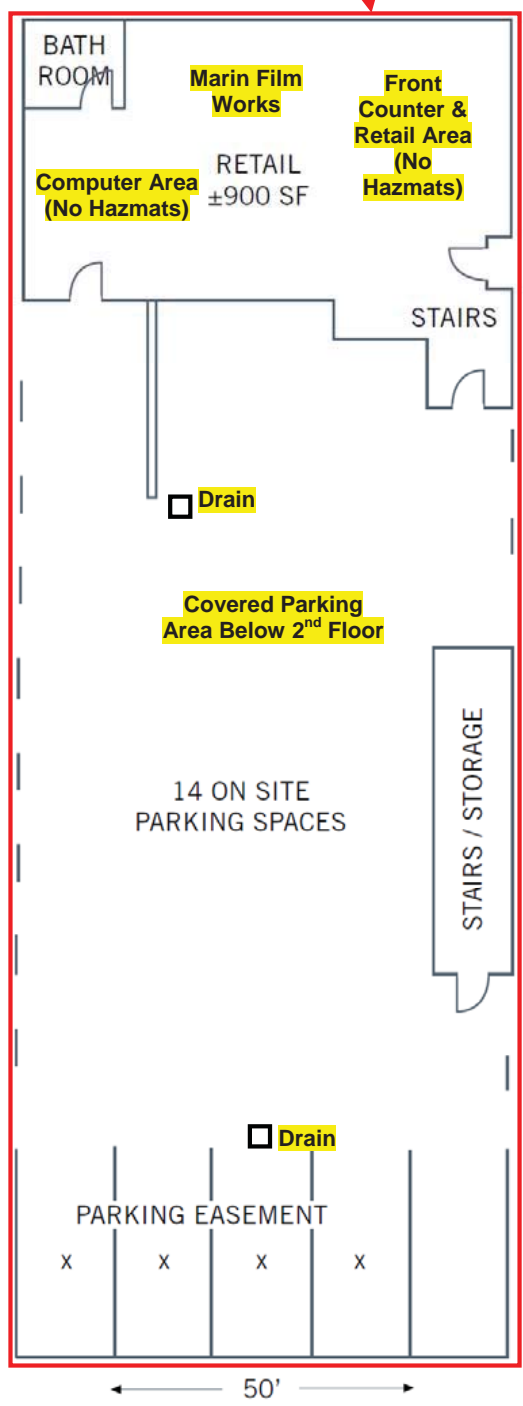 BATH
ROOM
Marin Film
Works
Front
Counter &
Retail Area
(No
Hazmats)
RETAIL
±900 SF
Computer Area
(No Hazmats)
STAIRS
Drain
Covered Parking
Area Below 2nd Floor
14 ON SITE
PARKING SPACES
STAIRS / STORAGE
Drain
PARKING EASEMENT
X X X X
50'